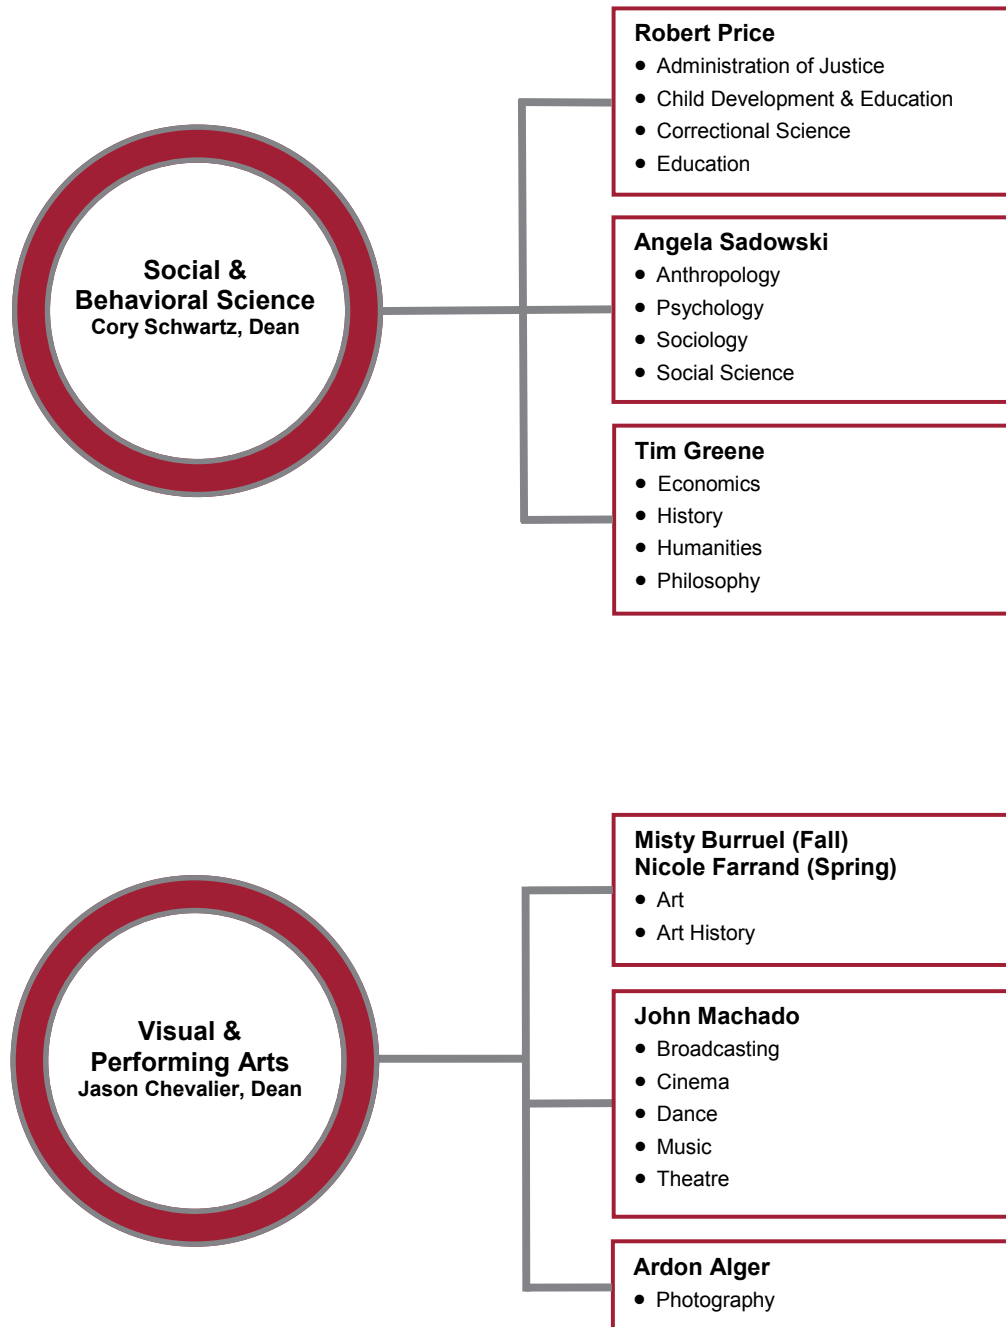 Social &
Behavioral Science
Cory Schwartz, Dean
Robert Price
• Administration of Justice
• Child Development & Education
• Correctional Science
• Education
Angela Sadowski
• Anthropology
• Psychology
• Sociology
• Social Science
Tim Greene
• Economics
• History
• Humanities
• Philosophy
Visual &
Performing Arts
Jason Chevalier, Dean
Misty Burruel (Fall)
Nicole Farrand (Spring)
• Art
• Art History
John Machado
• Broadcasting
• Cinema
• Dance
• Music
• Theatre
Ardon Alger
• Photography